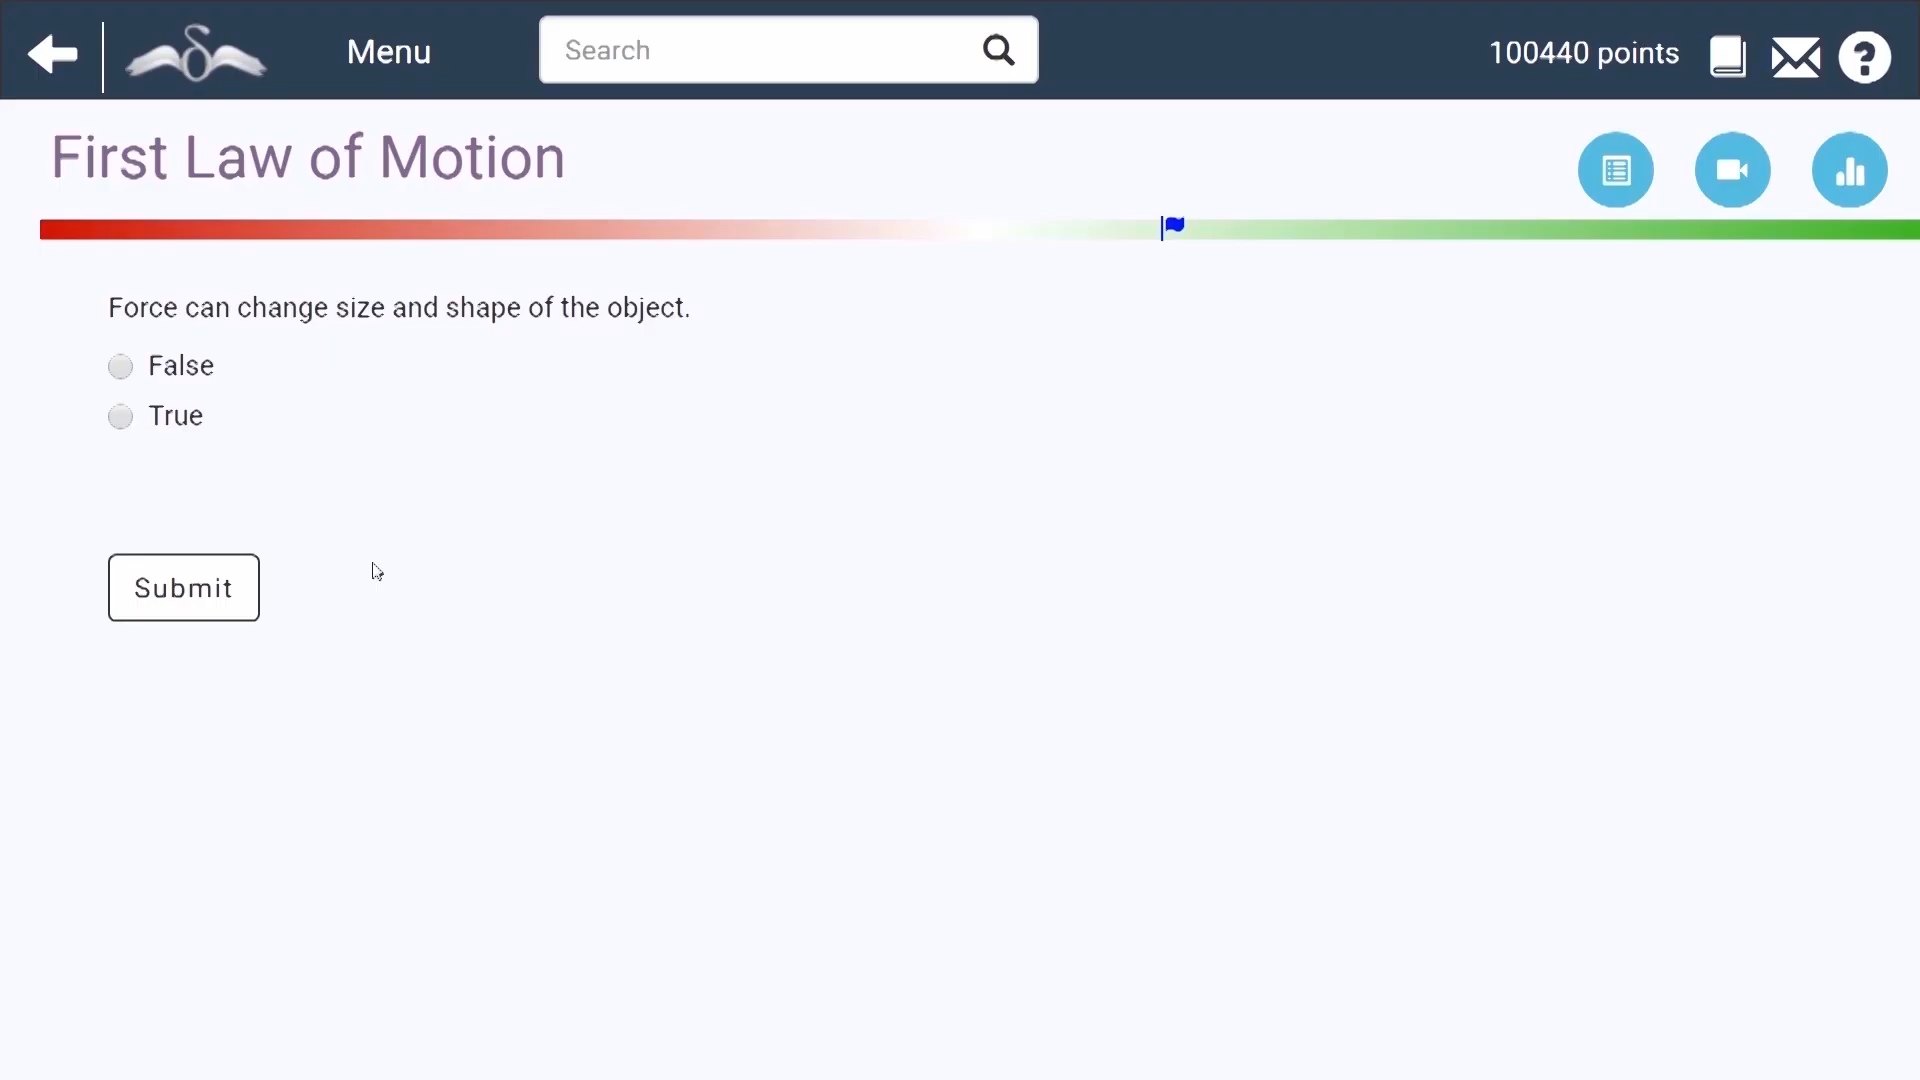 Menu
Search
100440 points
First Law of Motion
Force can change size and shape of the object.
False
True
Submit